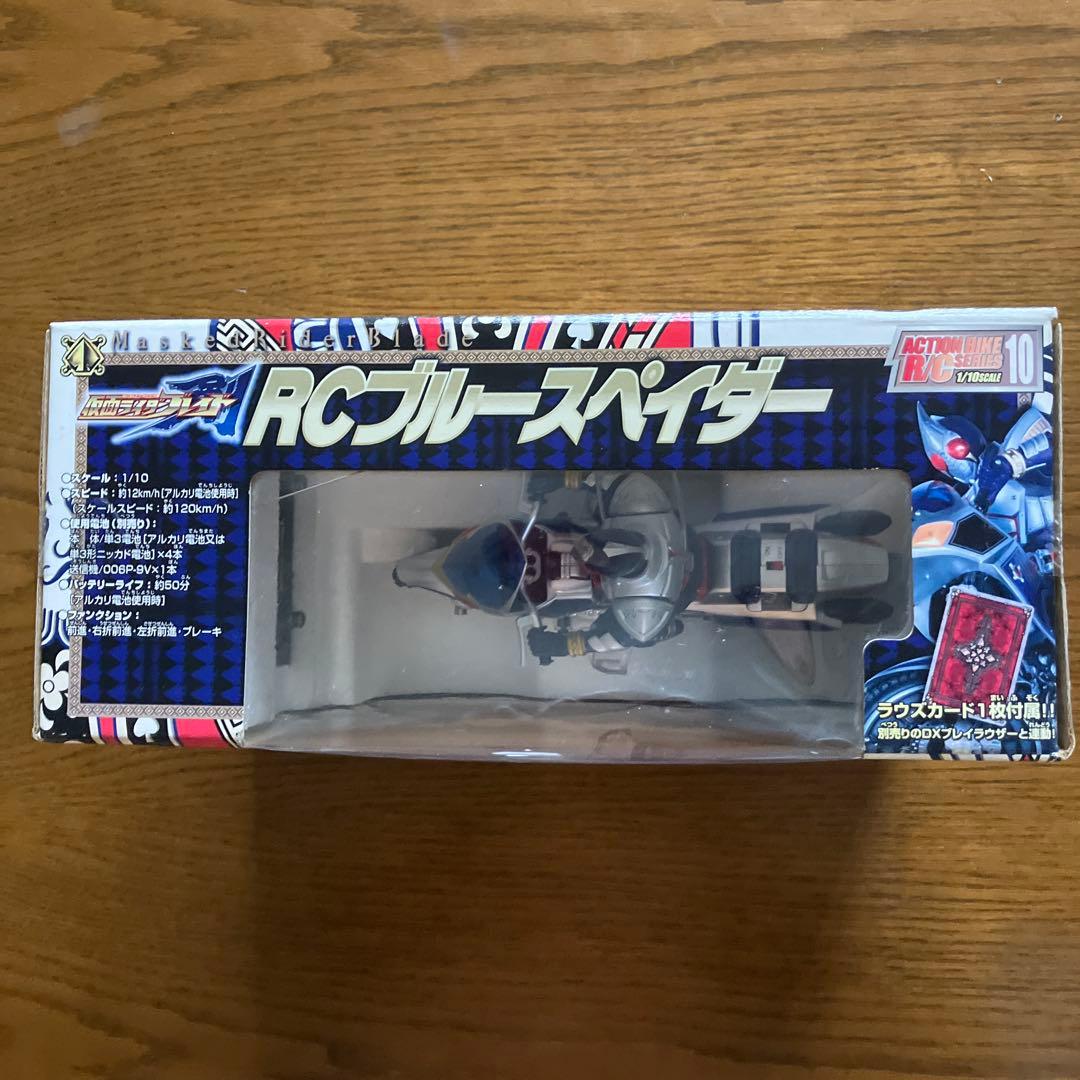 Masked Rider Blade
仮面ライダーブレイド
剣
RCブルースペイダー
ACTION BIKE
R/C SERIES
1/10SCALE
10
●スケール：1/10
●スピード：約12km/h[アルカリ電池使用時]
(スケールスピード：約120km/h)
●使用電池(別売り)：
本　体/単3電池[アルカリ電池又は
単3形ニッカド電池]×4本
送信機/006P-9V×1本
●バッテリーライフ：約50分
[アルカリ電池使用時]
●ファンクション：
前進・右折前進・左折前進・ブレーキ
ラウズカード1枚付属!!
別売りのDXブレイラウザーと連動!